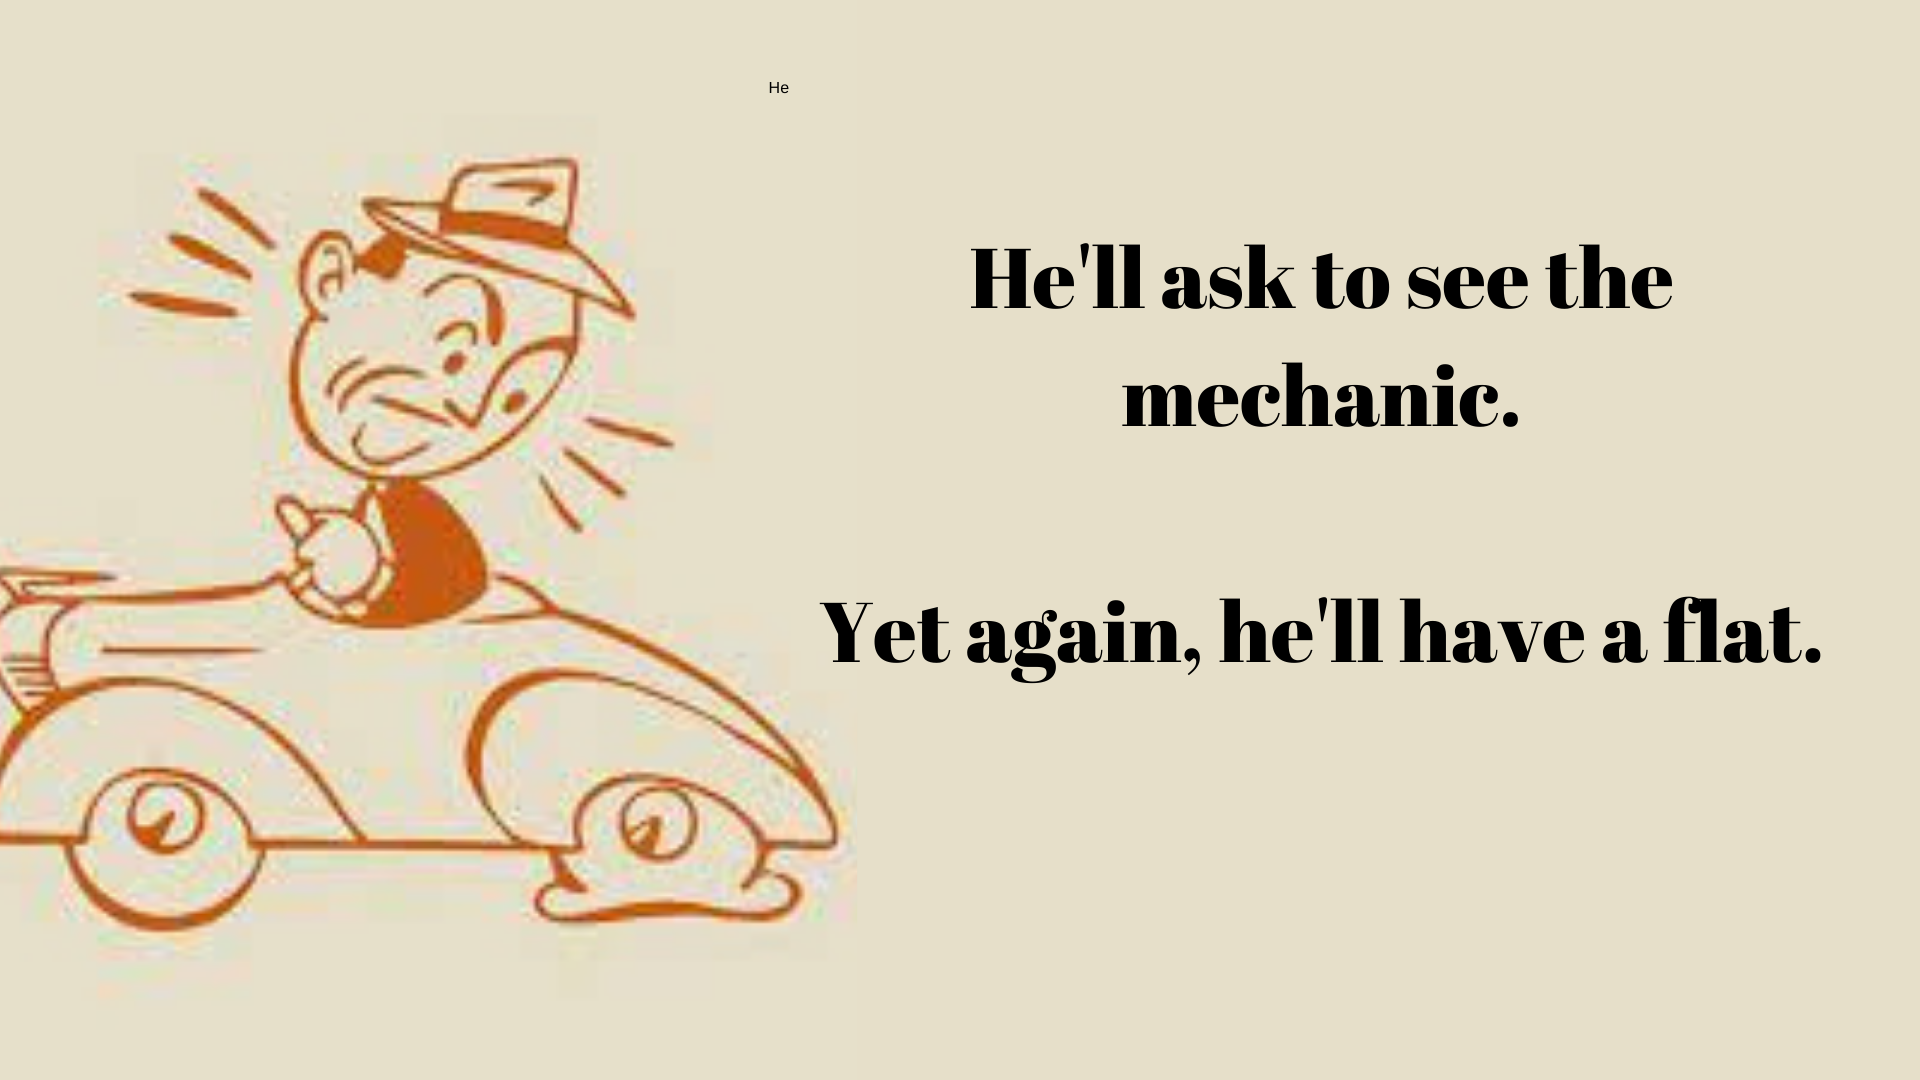 He
He'll ask to see the
mechanic.
Yet again, he'll have a flat.